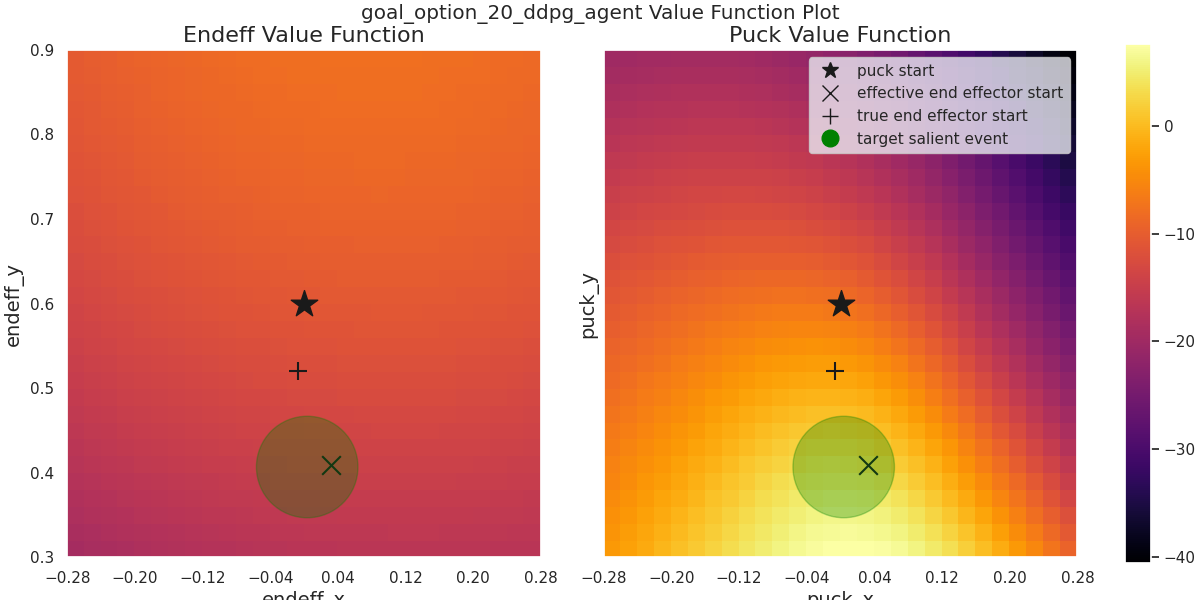 goal_option_20_ddpg_agent Value Function Plot
Endeff Value Function
Puck Value Function
0.9
0.8
0.7
0.6
0.5
0.4
0.3
endeff_y
−0.28 −0.20 −0.12 −0.04 0.04 0.12 0.20 0.28
endeff_x
puck_y
puck start
effective end effector start
true end effector start
target salient event
−0.28 −0.20 −0.12 −0.04 0.04 0.12 0.20 0.28
puck_x
0
−10
−20
−30
−40